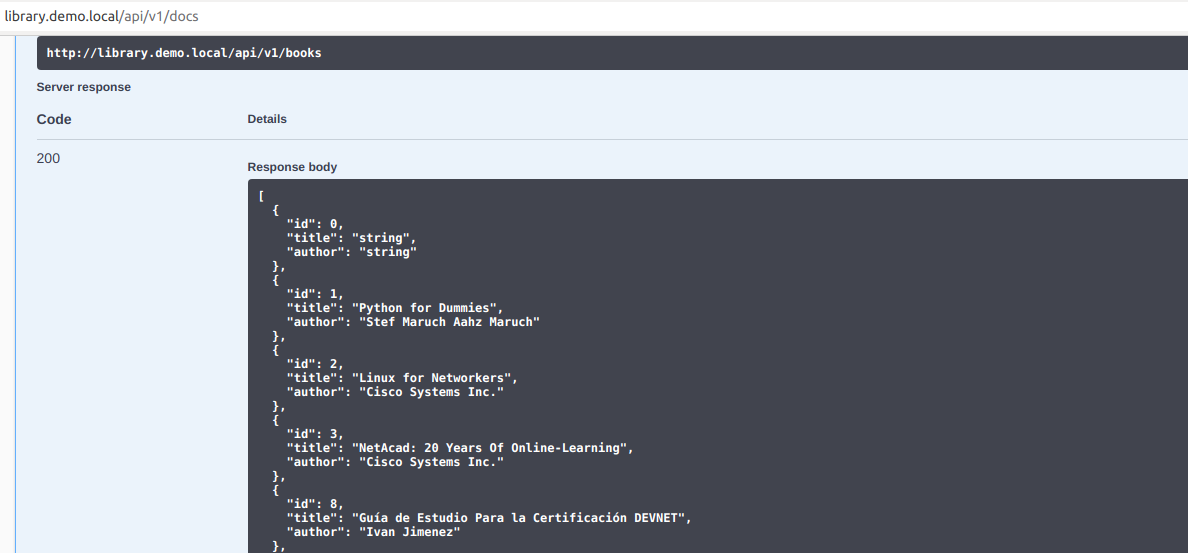 library.demo.local/api/v1/docs
http://library.demo.local/api/v1/books
Server response
Code Details
200
Response body
[
{
"id": 0,
"title": "string",
"author": "string"
},
{
"id": 1,
"title": "Python for Dummies",
"author": "Stef Maruch Aahz Maruch"
},
{
"id": 2,
"title": "Linux for Networkers",
"author": "Cisco Systems Inc."
},
{
"id": 3,
"title": "NetAcad: 20 Years Of Online-Learning",
"author": "Cisco Systems Inc."
},
{
"id": 8,
"title": "Guía de Estudio Para la Certificación DEVNET",
"author": "Ivan Jimenez"
},